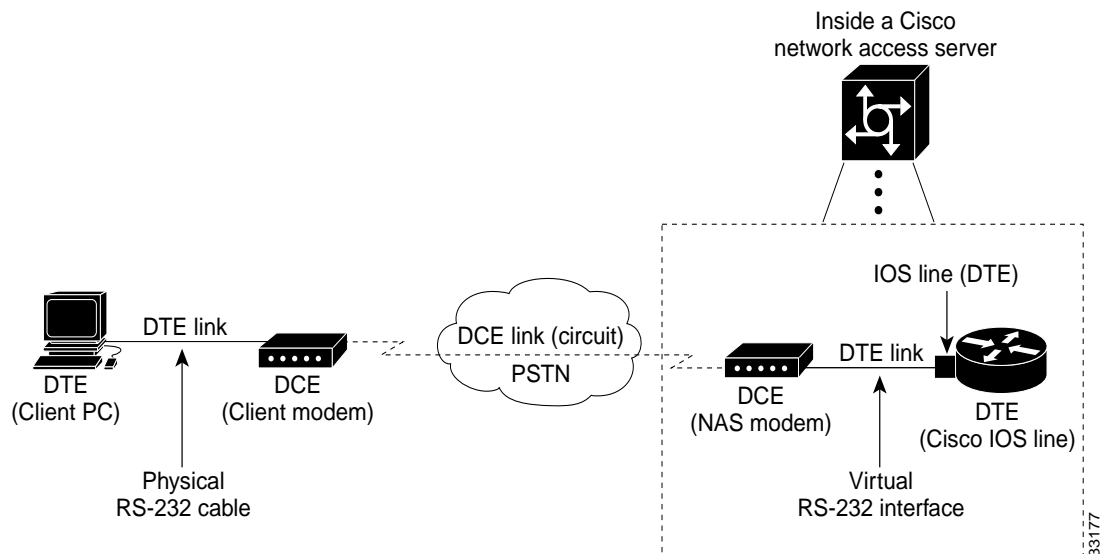 Inside a Cisco
network access server
IOS line (DTE)
DTE link
DCE link (circuit)
PSTN
DTE link
DTE
(Client PC)
DCE
(Client modem)
DCE
(NAS modem)
DTE
(Cisco IOS line)
Physical
RS-232 cable
Virtual
RS-232 interface
33177